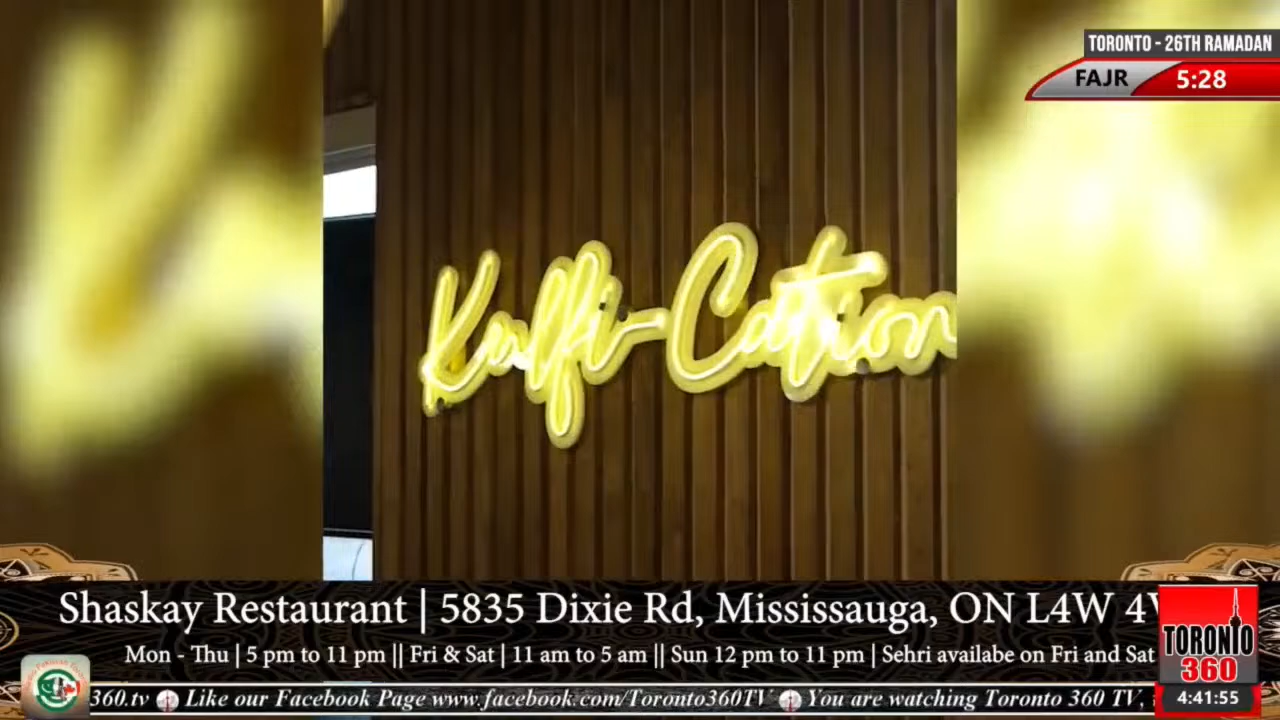 TORONTO - 26TH RAMADAN
FAJR 5:28
Kulfi-Cation
Shaskay Restaurant | 5835 Dixie Rd, Mississauga, ON L4W
Mon - Thu | 5 pm to 11 pm || Fri & Sat | 11 am to 5 am || Sun 12 pm to 11 pm | Sehri availabe on Fri and Sat
360.tv Like our Facebook Page www.facebook.com/Toronto360TV You are watching Toronto 360 TV,
TORONTO
360
4:41:55